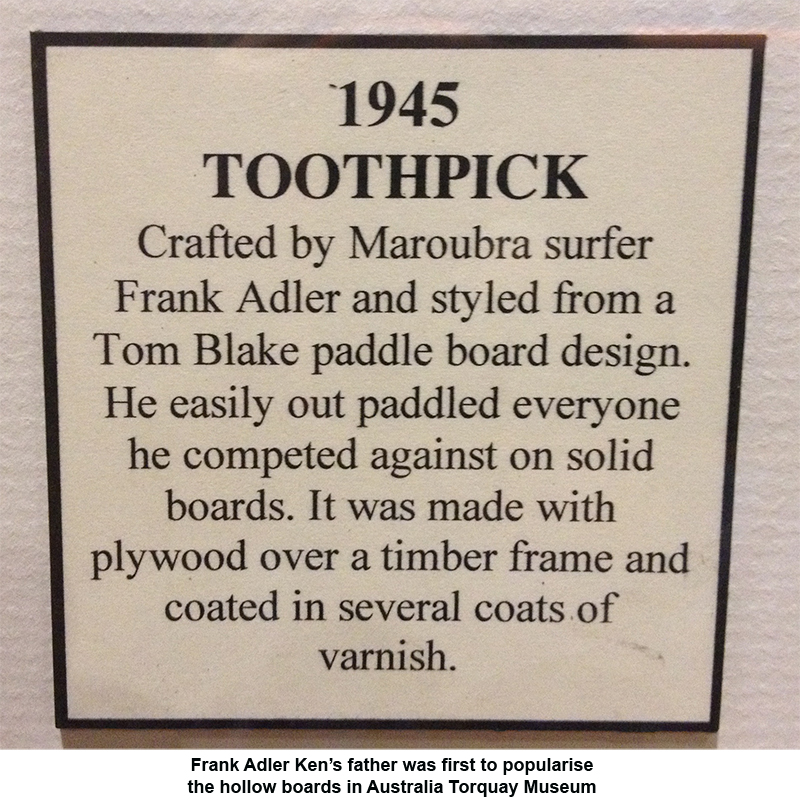 1945
TOOTHPICK
Crafted by Maroubra surfer
Frank Adler and styled from a
Tom Blake paddle board design.
He easily out paddled everyone
he competed against on solid
boards. It was made with
plywood over a timber frame and
coated in several coats of
varnish.
Frank Adler Ken's father was first to popularise
the hollow boards in Australia Torquay Museum